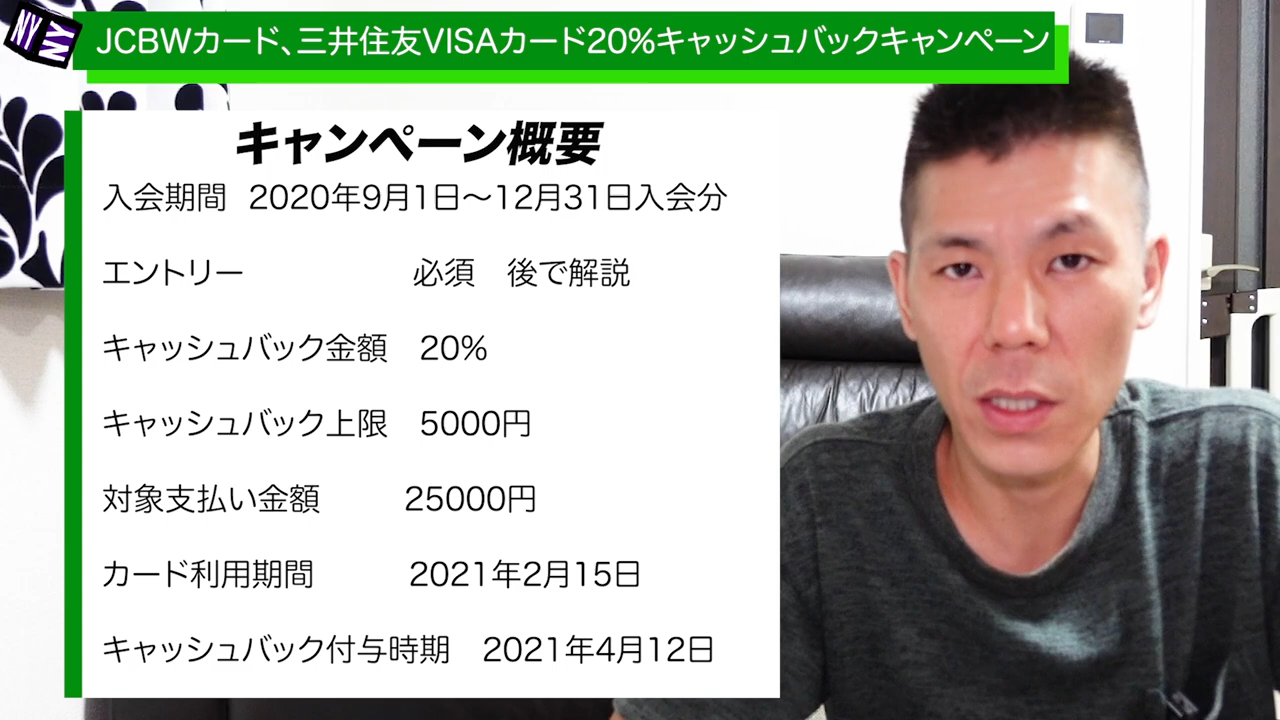 NY NY
JCBWカード、三井住友VISAカード20%キャッシュバックキャンペーン
キャンペーン概要
入会期間 2020年9月1日〜12月31日入会分
エントリー 必須 後で解説
キャッシュバック金額 20%
キャッシュバック上限 5000円
対象支払い金額 25000円
カード利用期間 2021年2月15日
キャッシュバック付与時期 2021年4月12日